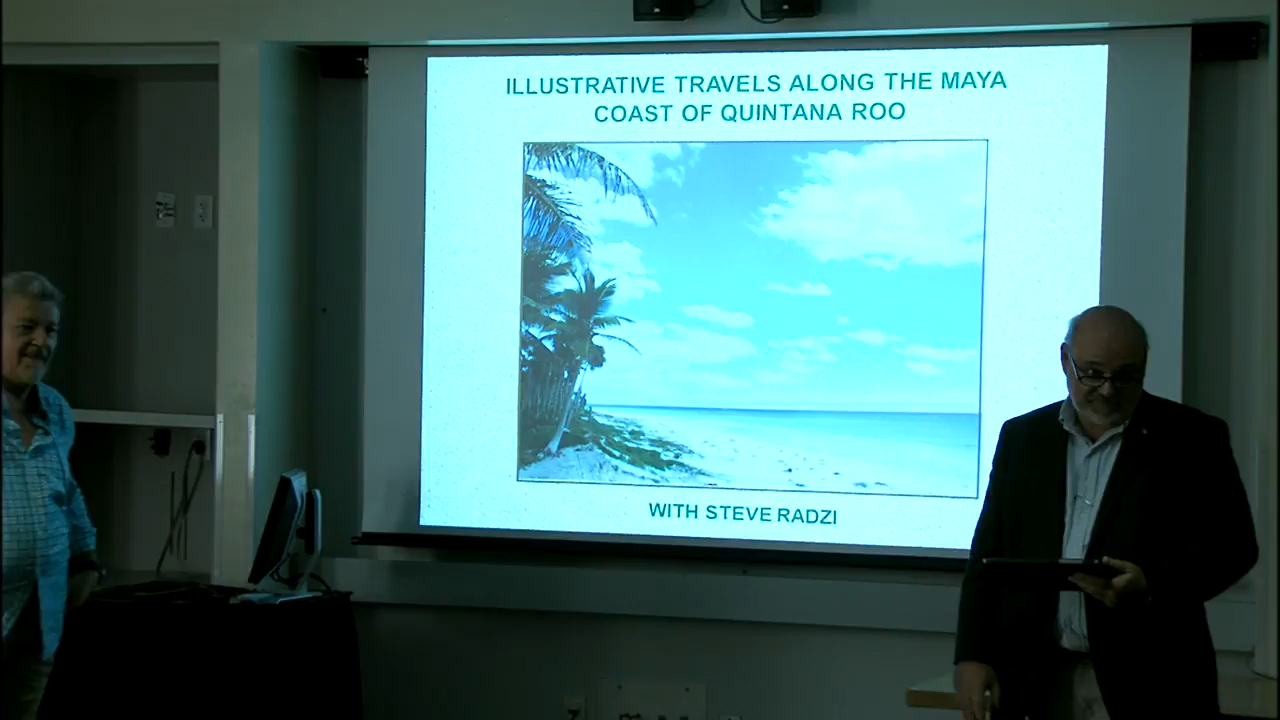 ILLUSTRATIVE TRAVELS ALONG THE MAYA
COAST OF QUINTANA ROO
WITH STEVE RADZI